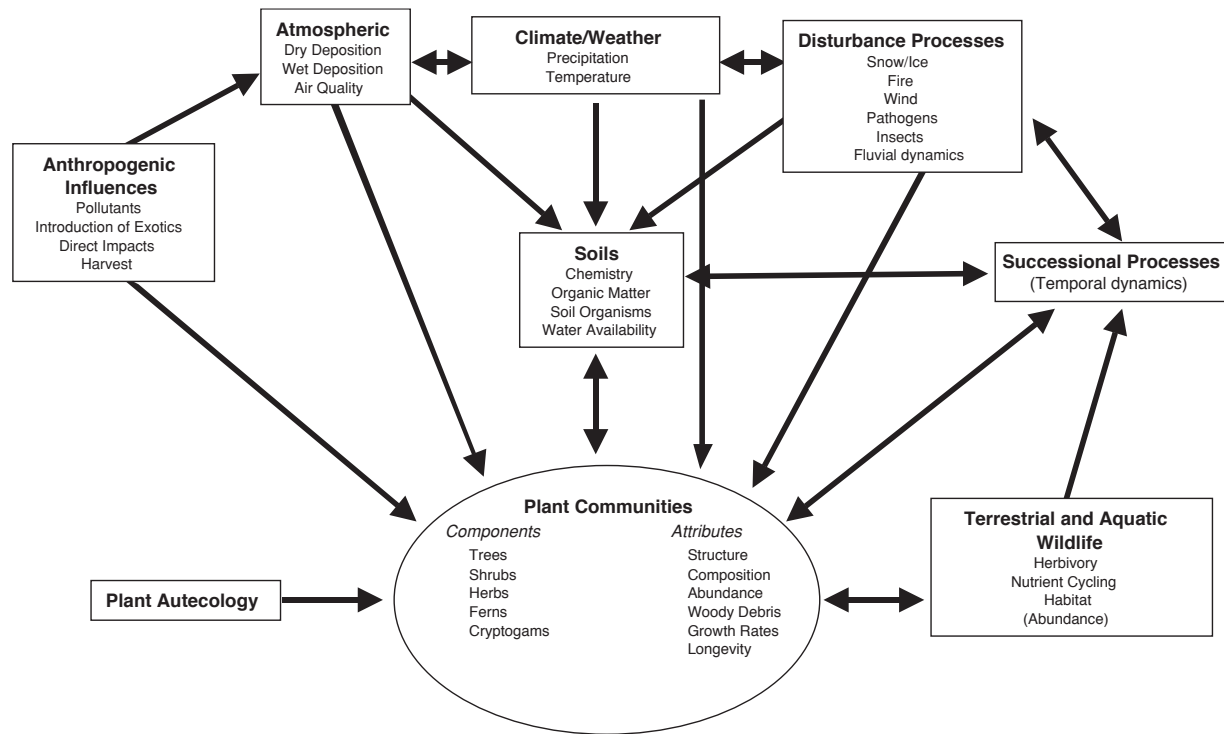 Atmospheric
Dry Deposition
Wet Deposition
Air Quality
Climate/Weather
Precipitation
Temperature
Disturbance Processes
Snow/Ice
Fire
Wind
Pathogens
Insects
Fluvial dynamics
Anthropogenic
Influences
Pollutants
Introduction of Exotics
Direct Impacts
Harvest
Soils
Chemistry
Organic Matter
Soil Organisms
Water Availability
Successional Processes
(Temporal dynamics)
Plant Communities
Components
Trees
Shrubs
Herbs
Ferns
Cryptogams
Attributes
Structure
Composition
Abundance
Woody Debris
Growth Rates
Longevity
Plant Autecology
Terrestrial and Aquatic
Wildlife
Herbivory
Nutrient Cycling
Habitat
(Abundance)